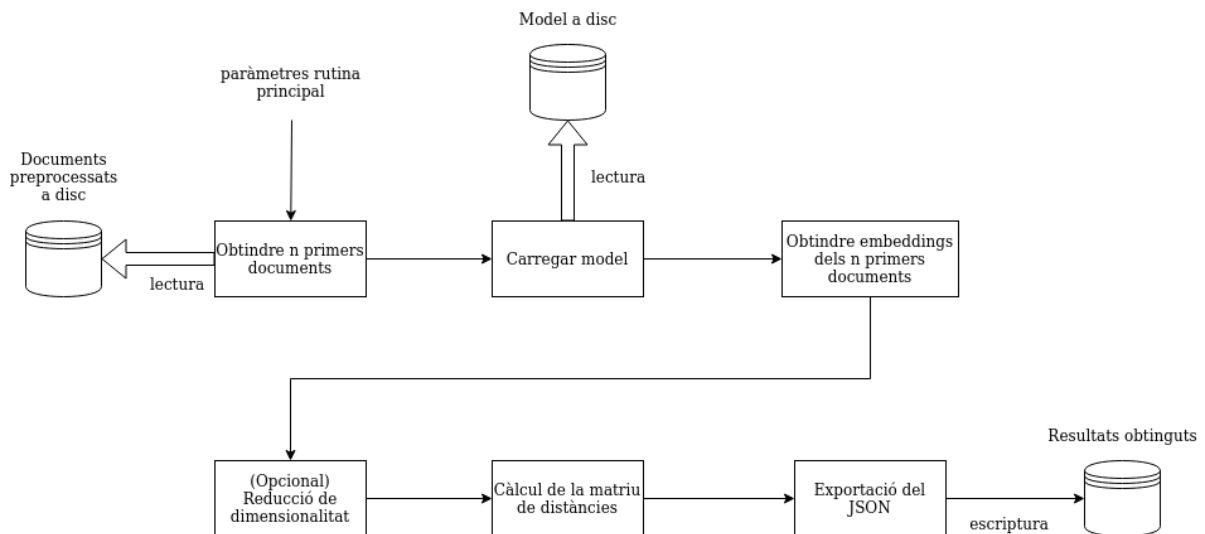 Model a disc
paràmetres rutina
principal
Documents
preprocessats
a disc
lectura
lectura
Obtindre n primers
documents
Carregar model
Obtindre embeddings
dels n primers
documents
(Opcional)
Reducció de
dimensionalitat
Càlcul de la matriu
de distàncies
Exportació del
JSON
escriptura
Resultats obtinguts